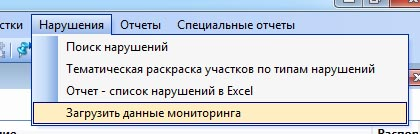 стки Нарушения Отчеты Специальные отчеты
Поиск нарушений
Тематическая раскраска участков по типам нарушений
Отчет - список нарушений в Excel
Загрузить данные мониторинга